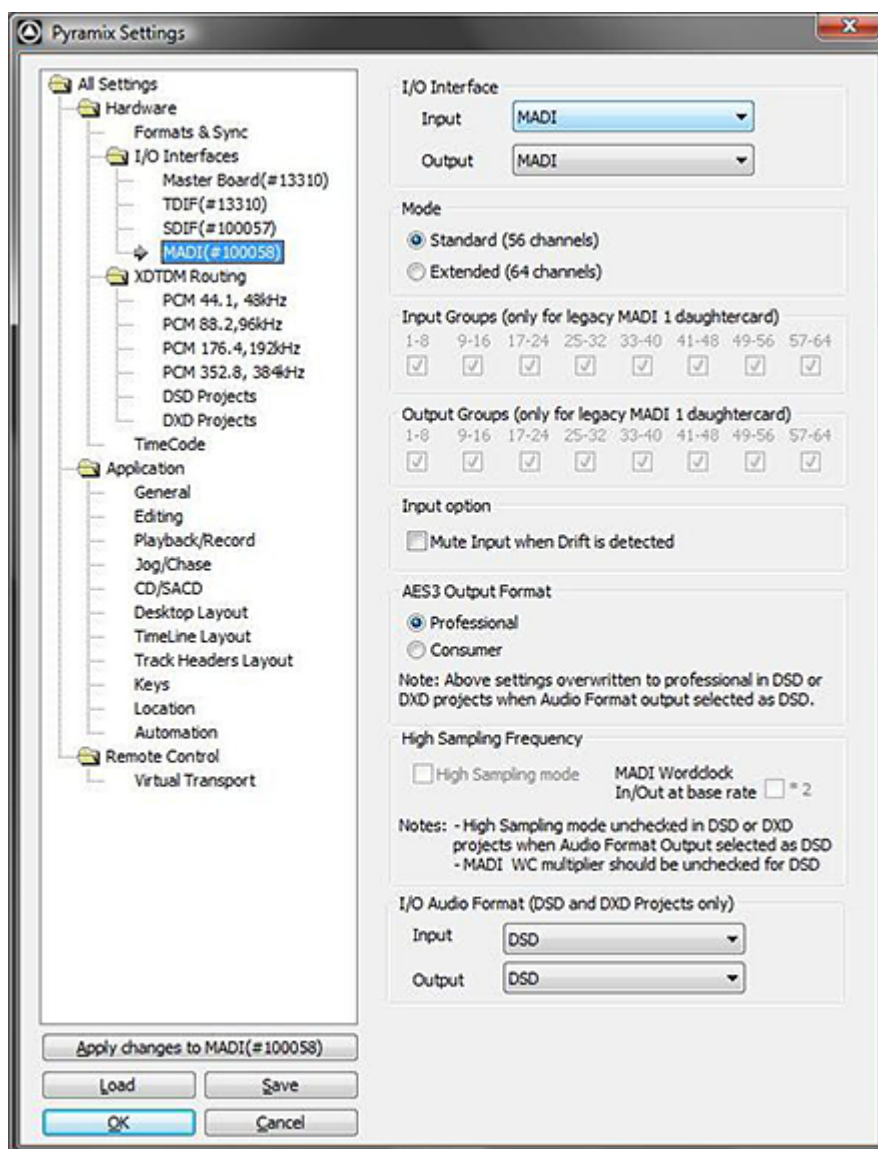 Pyramix Settings
All Settings
Hardware
Formats & Sync
I/O Interfaces
Master Board(#13310)
TDIF(#13310)
SDIF(#100057)
MADI(#100058)
XDTDM Routing
PCM 44.1, 48kHz
PCM 88.2,96kHz
PCM 176.4,192kHz
PCM 352.8, 384kHz
DSD Projects
DXD Projects
TimeCode
Application
General
Editing
Playback/Record
Jog/Chase
CD/SACD
Desktop Layout
TimeLine Layout
Track Headers Layout
Keys
Location
Automation
Remote Control
Virtual Transport
Apply changes to MADI(#100058)
Load Save
OK Cancel
I/O Interface
Input MADI
Output MADI
Mode
Standard (56 channels)
Extended (64 channels)
Input Groups (only for legacy MADI 1 daughtercard)
1-8 9-16 17-24 25-32 33-40 41-48 49-56 57-64
Output Groups (only for legacy MADI 1 daughtercard)
1-8 9-16 17-24 25-32 33-40 41-48 49-56 57-64
Input option
Mute Input when Drift is detected
AES3 Output Format
Professional
Consumer
Note: Above settings overwritten to professional in DSD or
DXD projects when Audio Format output selected as DSD.
High Sampling Frequency
High Sampling mode MADI Wordclock
In/Out at base rate * 2
Notes: - High Sampling mode unchecked in DSD or DXD
projects when Audio Format Output selected as DSD
- MADI WC multiplier should be unchecked for DSD
I/O Audio Format (DSD and DXD Projects only)
Input DSD
Output DSD